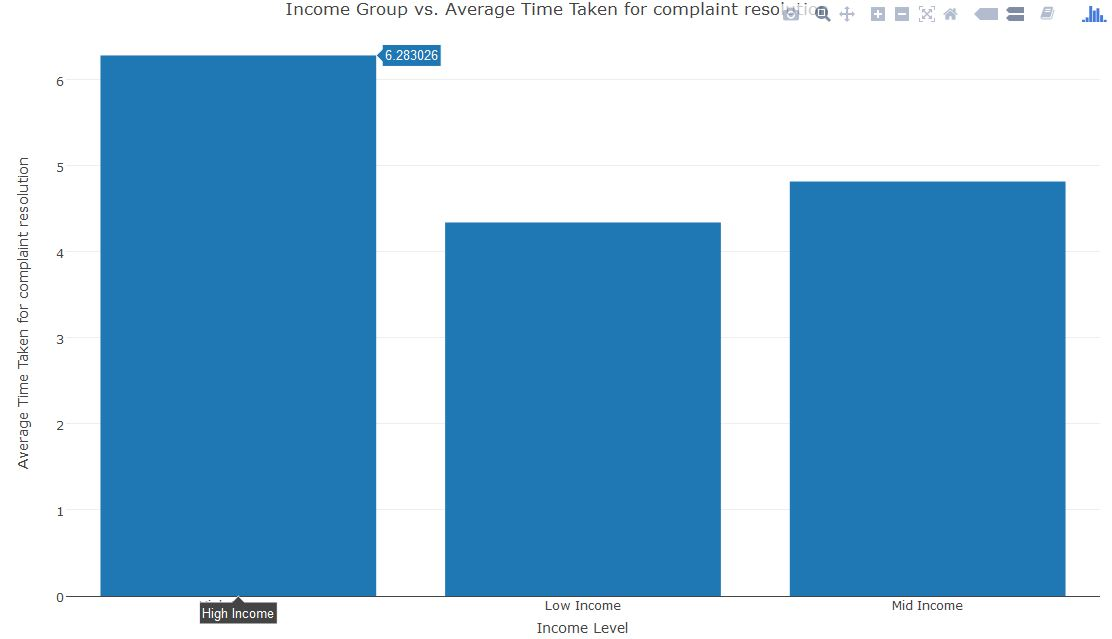 Income Group vs. Average Time Taken for complaint resolution
6.283026
6
5
4
3
2
1
0
Average Time Taken for complaint resolution
High Income
Low Income
Mid Income
Income Level